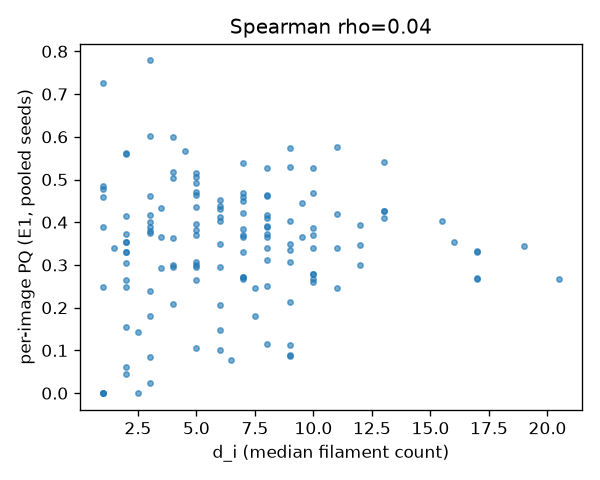 Spearman rho=0.04
per-image PQ (E1, pooled seeds)
0.8
0.7
0.6
0.5
0.4
0.3
0.2
0.1
0.0
2.5 5.0 7.5 10.0 12.5 15.0 17.5 20.0
d_i (median filament count)